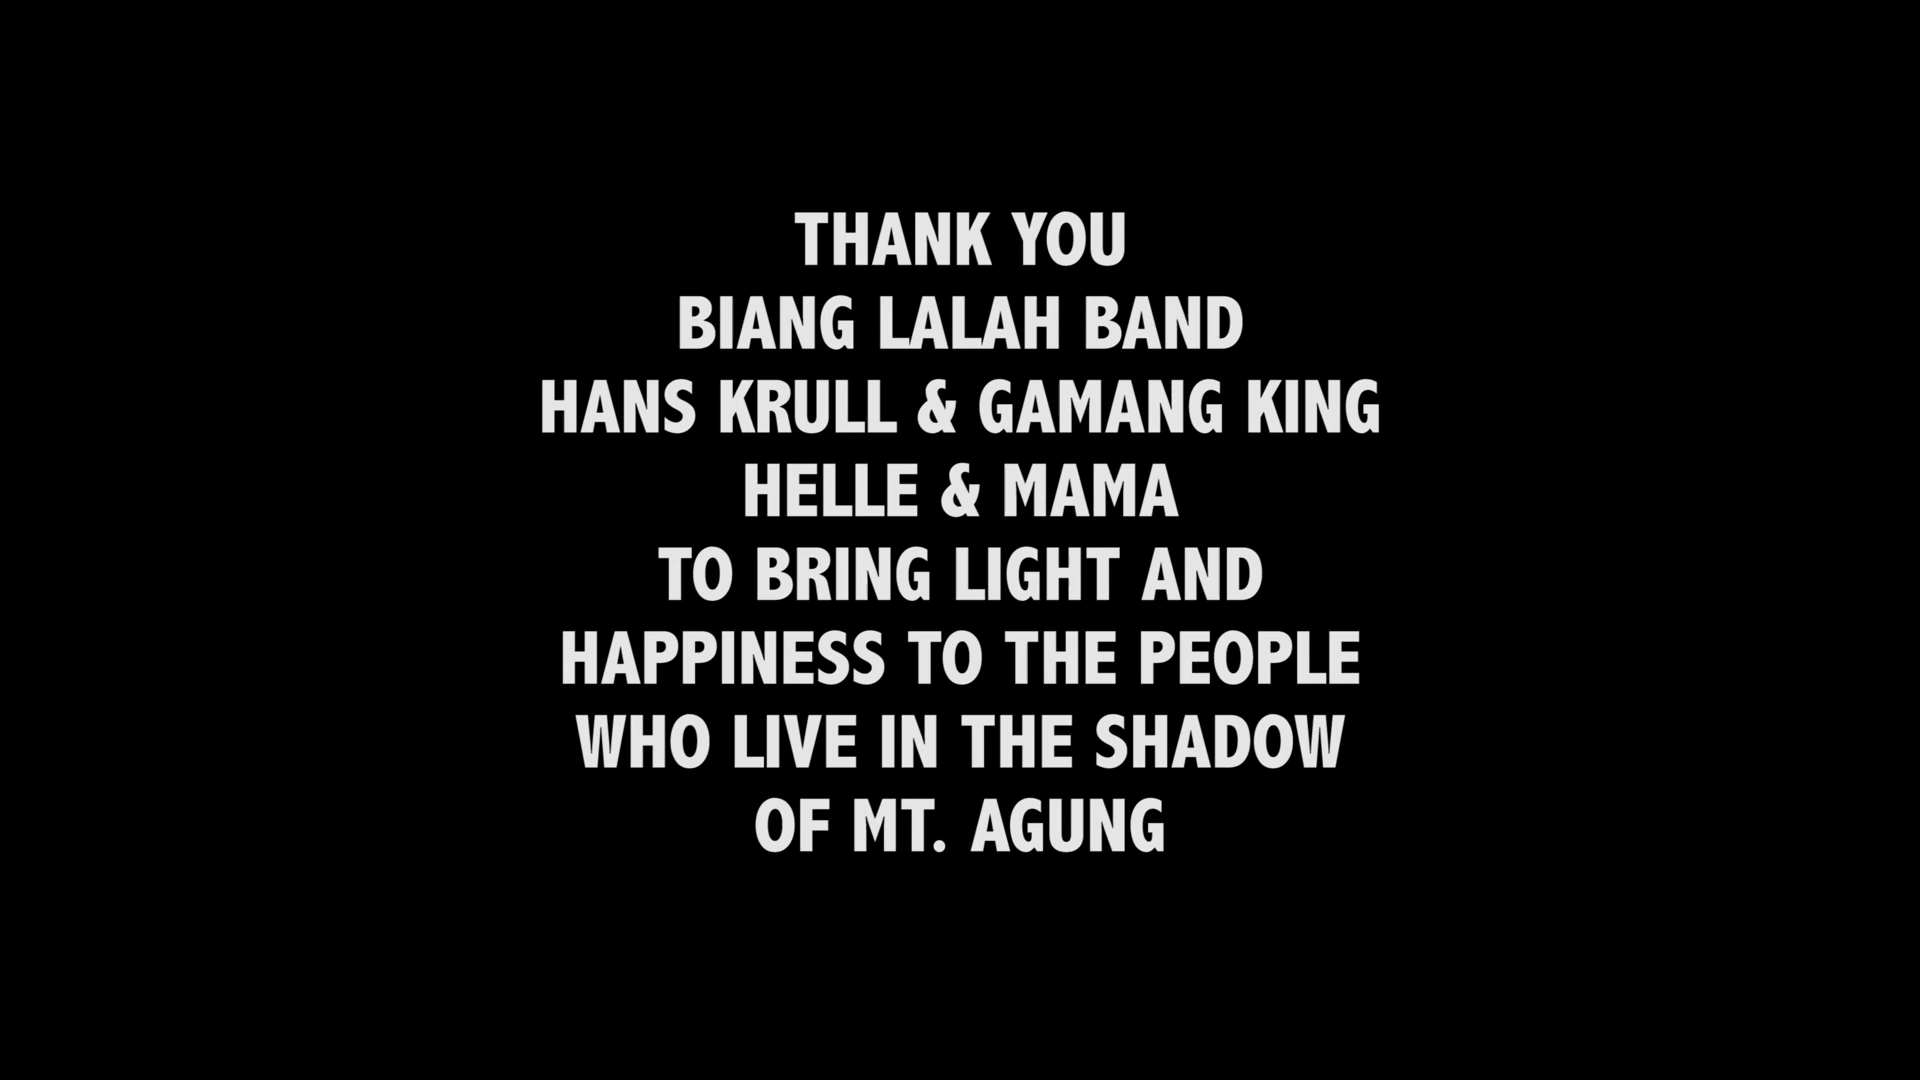 THANK YOU
BIANG LALAH BAND
HANS KRULL & GAMANG KING
HELLE & MAMA
TO BRING LIGHT AND
HAPPINESS TO THE PEOPLE
WHO LIVE IN THE SHADOW
OF MT. AGUNG